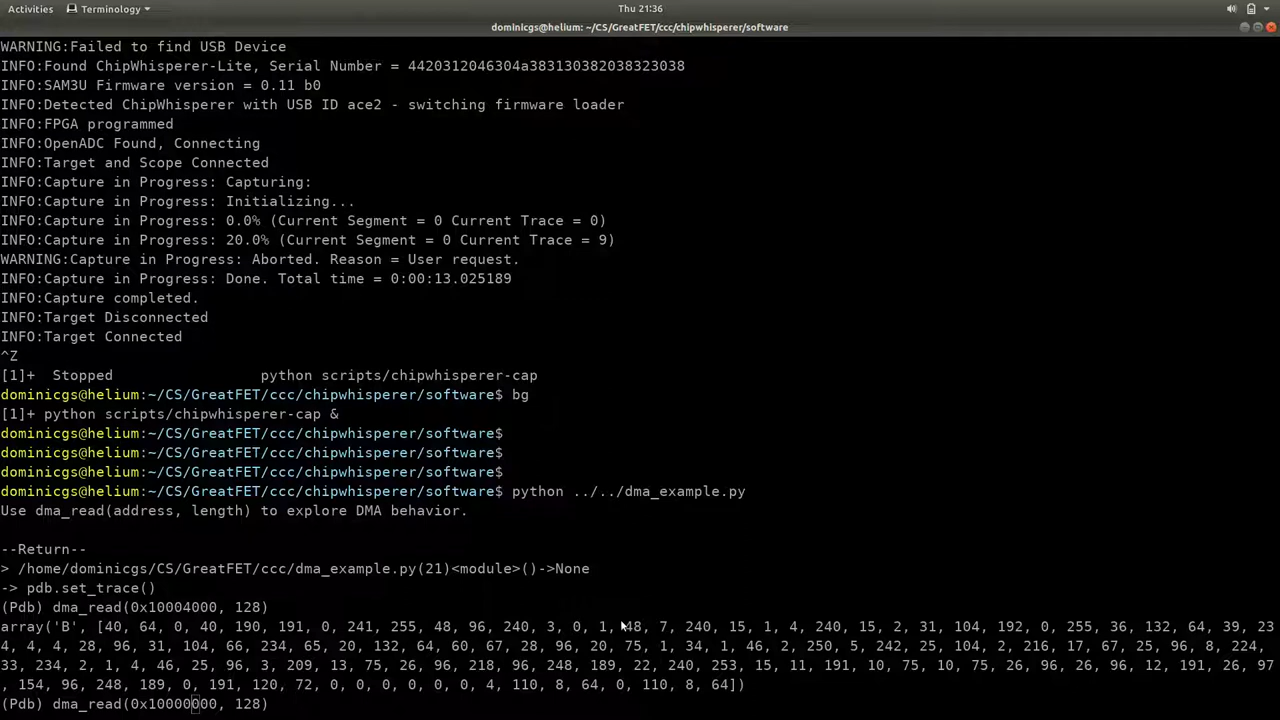 Activities
Terminology
Thu 21:36
dominicgs@helium: ~/CS/GreatFET/ccc/chipwhisperer/software
WARNING:Failed to find USB Device
INFO:Found ChipWhisperer-Lite, Serial Number = 4420312046304a383130382038323038
INFO:SAM3U Firmware version = 0.11 b0
INFO:Detected ChipWhisperer with USB ID ace2 - switching firmware loader
INFO:FPGA programmed
INFO:OpenADC Found, Connecting
INFO:Target and Scope Connected
INFO:Capture in Progress: Capturing:
INFO:Capture in Progress: Initializing...
INFO:Capture in Progress: 0.0% (Current Segment = 0 Current Trace = 0)
INFO:Capture in Progress: 20.0% (Current Segment = 0 Current Trace = 9)
WARNING:Capture in Progress: Aborted. Reason = User request.
INFO:Capture in Progress: Done. Total time = 0:00:13.025189
INFO:Capture completed.
INFO:Target Disconnected
INFO:Target Connected
^Z
[1]+  Stopped                 python scripts/chipwhisperer-cap
dominicgs@helium:~/CS/GreatFET/ccc/chipwhisperer/software$ bg
[1]+ python scripts/chipwhisperer-cap &
dominicgs@helium:~/CS/GreatFET/ccc/chipwhisperer/software$
dominicgs@helium:~/CS/GreatFET/ccc/chipwhisperer/software$
dominicgs@helium:~/CS/GreatFET/ccc/chipwhisperer/software$
dominicgs@helium:~/CS/GreatFET/ccc/chipwhisperer/software$ python ../../dma_example.py
Use dma_read(address, length) to explore DMA behavior.
--Return--
> /home/dominicgs/CS/GreatFET/ccc/dma_example.py(21)<module>()->None
-> pdb.set_trace()
(Pdb) dma_read(0x10004000, 128)
array('B', [40, 64, 0, 40, 190, 191, 0, 241, 255, 48, 96, 240, 3, 0, 1, 48, 7, 240, 15, 1, 4, 240, 15, 2, 31, 104, 192, 0, 255, 36, 132, 64, 39, 23
4, 4, 4, 28, 96, 31, 104, 66, 234, 65, 20, 132, 64, 60, 67, 28, 96, 20, 75, 1, 34, 1, 46, 2, 250, 5, 242, 25, 104, 2, 216, 17, 67, 25, 96, 8, 224,
33, 234, 2, 1, 4, 46, 25, 96, 3, 209, 13, 75, 26, 96, 218, 96, 248, 189, 22, 240, 253, 15, 11, 191, 10, 75, 10, 75, 26, 96, 26, 96, 12, 191, 26, 97
, 154, 96, 248, 189, 0, 191, 120, 72, 0, 0, 0, 0, 0, 0, 4, 110, 8, 64, 0, 110, 8, 64])
(Pdb) dma_read(0x10000000, 128)